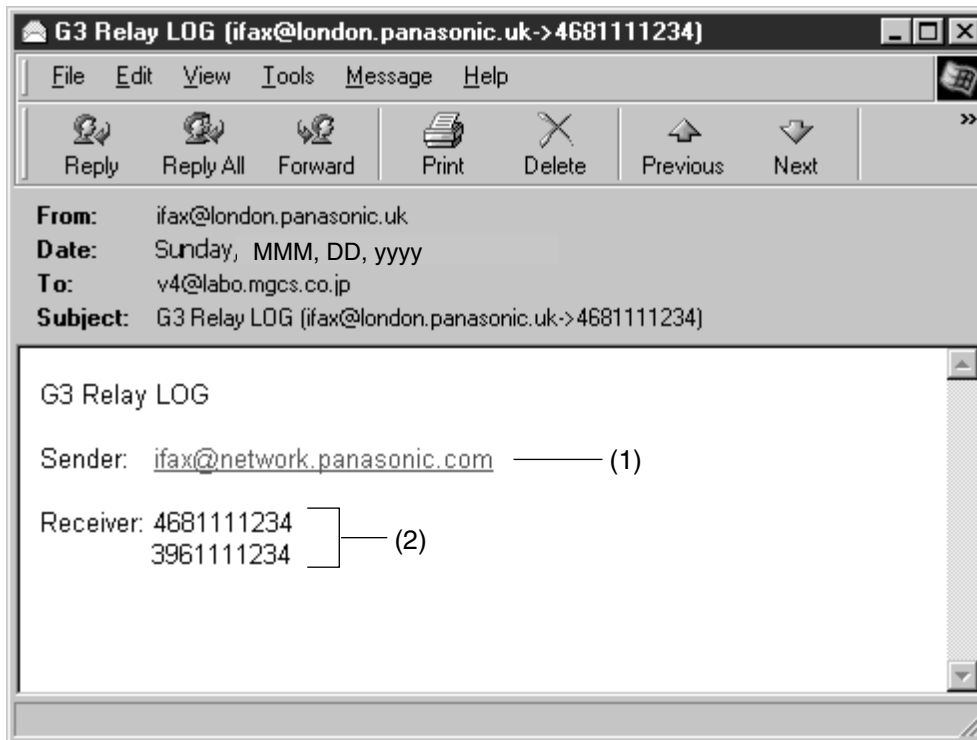 G3 Relay LOG (ifax@london.panasonic.uk->4681111234)
File Edit View Tools Message Help
Reply Reply All Forward Print Delete Previous Next »
From: ifax@london.panasonic.uk
Date: Sunday, MMM, DD, yyyy
To: v4@labo.mgcs.co.jp
Subject: G3 Relay LOG (ifax@london.panasonic.uk->4681111234)
G3 Relay LOG
Sender: ifax@network.panasonic.com (1)
Receiver: 4681111234
3961111234 (2)